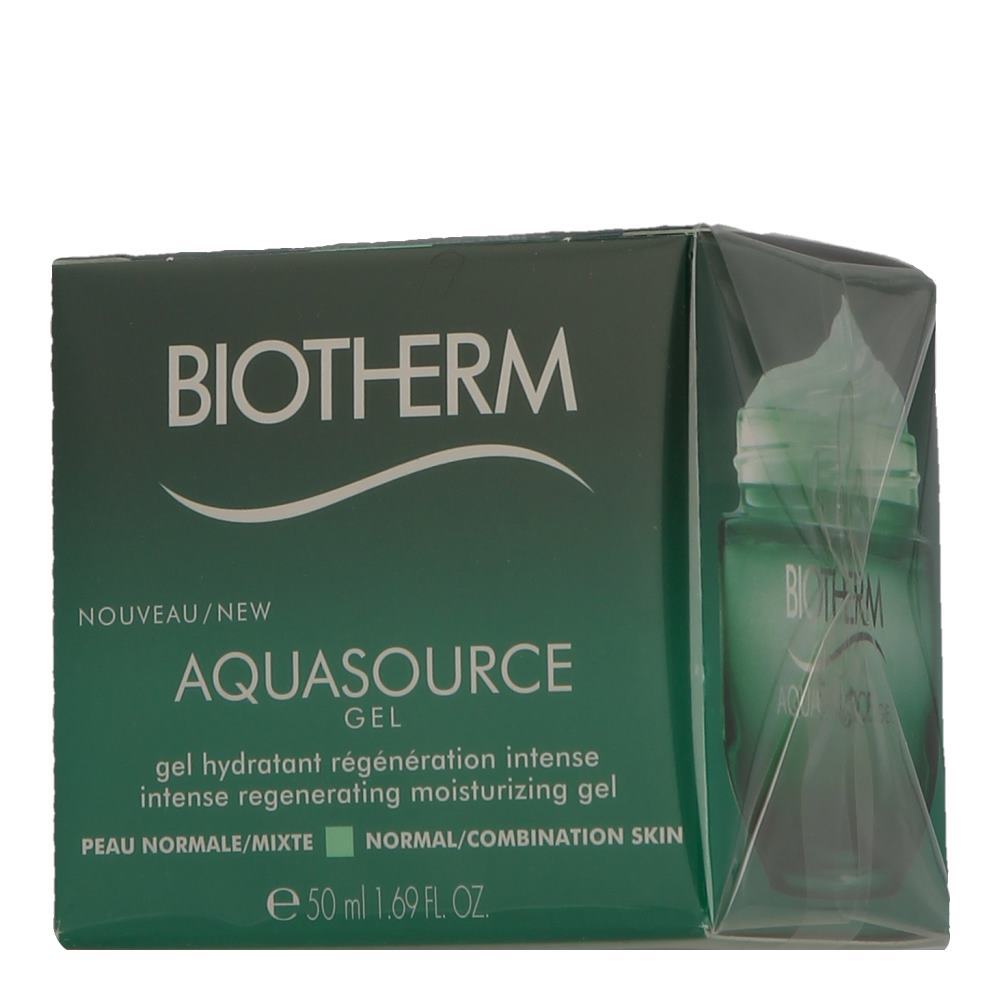 BIOTHERM
NOUVEAU/NEW
AQUASOURCE
GEL
gel hydratant régénération intense
intense regenerating moisturizing gel
PEAU NORMALE/MIXTE NORMAL/COMBINATION SKIN
℮ 50 ml 1.69 FL. OZ.
BIOTHERM
GEL